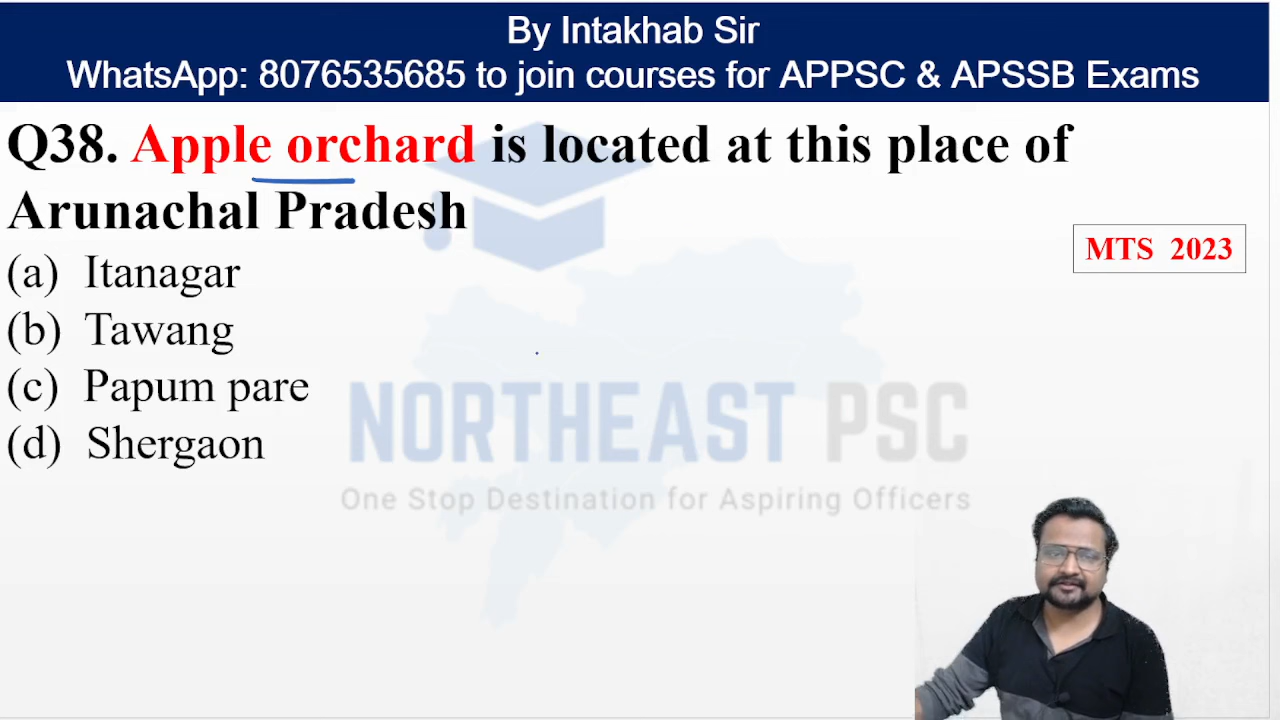 By Intakhab Sir
WhatsApp: 8076535685 to join courses for APPSC & APSSB Exams
Q38. Apple orchard is located at this place of
Arunachal Pradesh
MTS 2023
(a) Itanagar
(b) Tawang
(c) Papum pare
(d) Shergaon
NORTHEAST PSC
One Stop Destination for Aspiring Officers